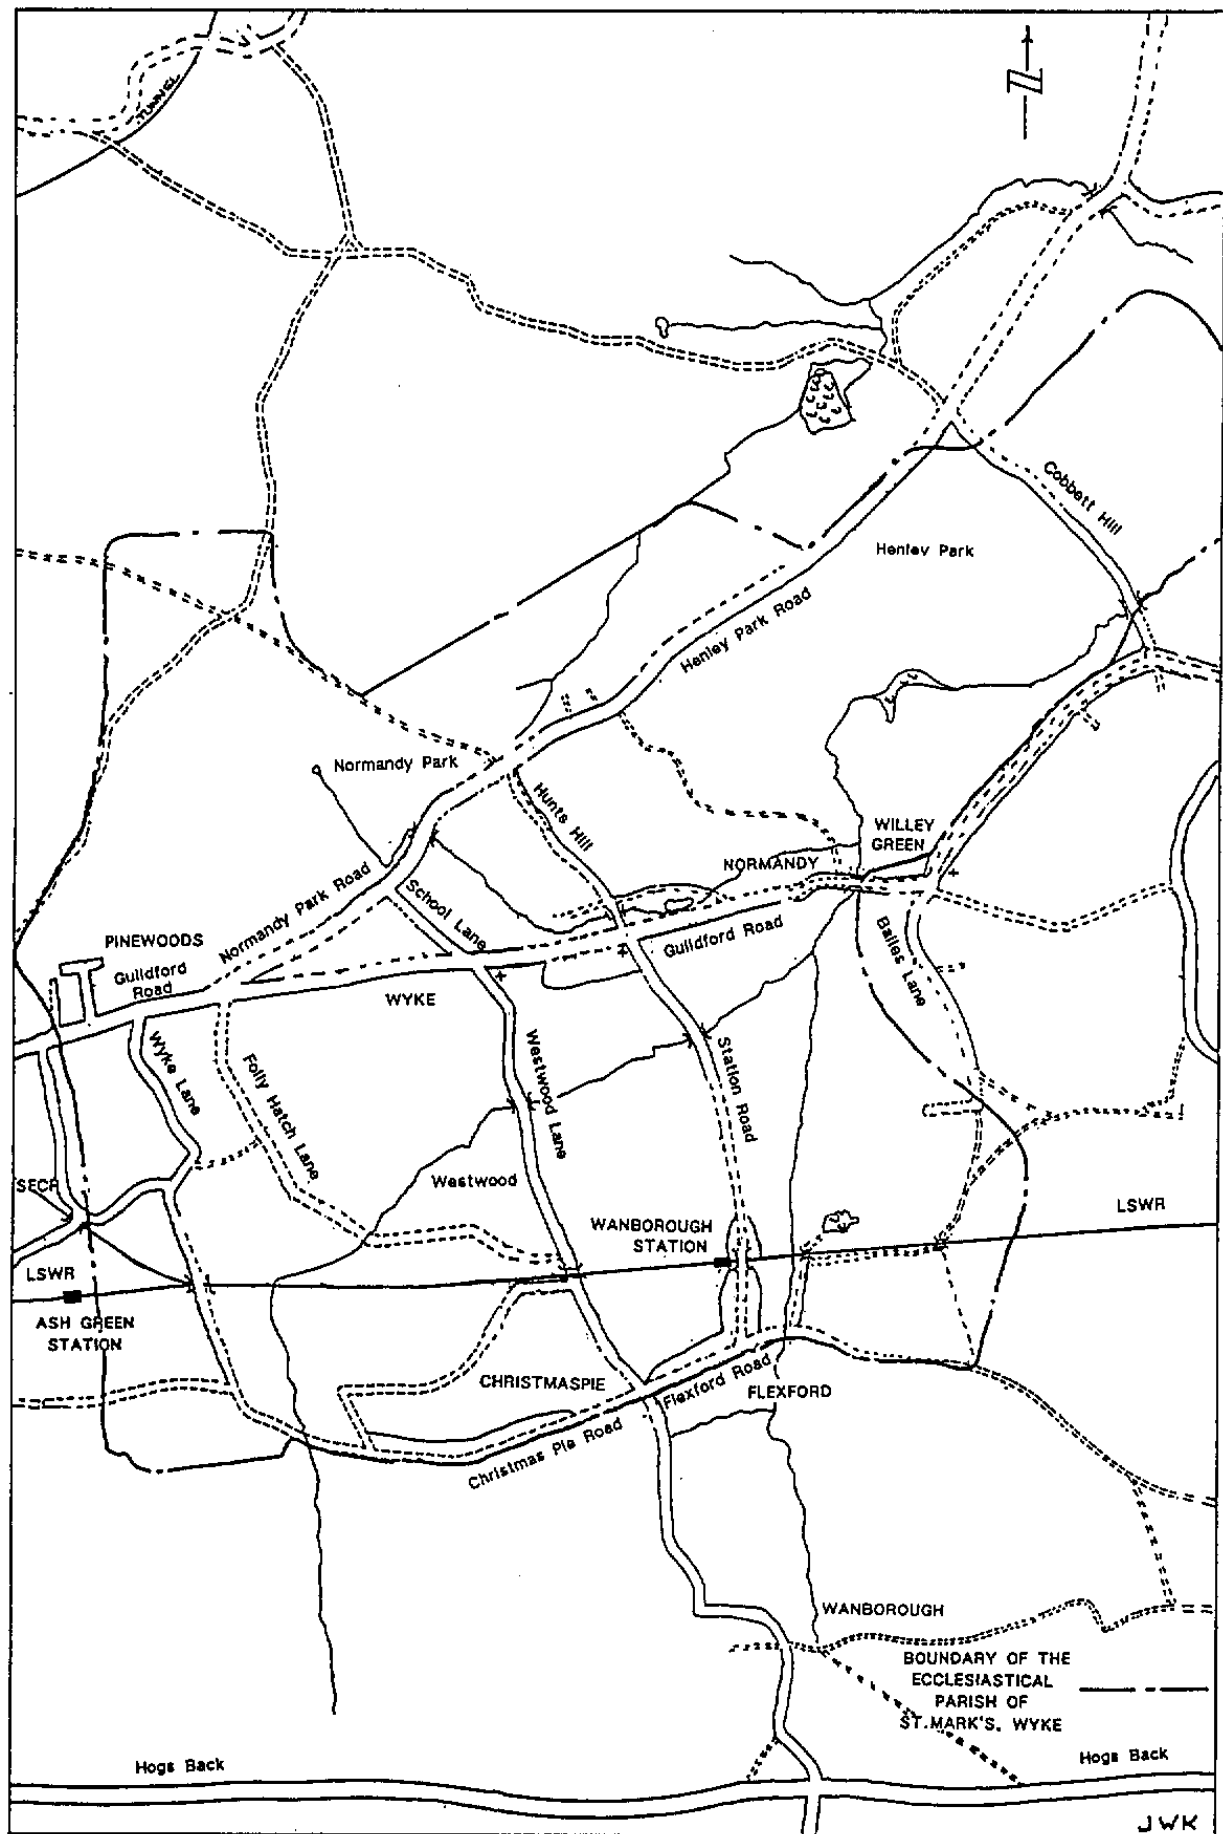 TUNNEL
N
Cobbett Hill
Henley Park
Henley Park Road
Normandy Park
Hunts Hill
WILLEY
GREEN
NORMANDY
Normandy Park Road
School Lane
Guildford Road
Bailes Lane
PINEWOODS
Guildford
Road
WYKE
Wyke Lane
Folly Hatch Lane
Westwood Lane
Station Road
Westwood
SECR
WANBOROUGH
STATION
LSWR
LSWR
ASH GREEN
STATION
CHRISTMASPIE
Flexford Road
FLEXFORD
Christmas Pie Road
WANBOROUGH
BOUNDARY OF THE
ECCLESIASTICAL
PARISH OF
ST.MARK'S, WYKE
Hogs Back
Hogs Back
JWK